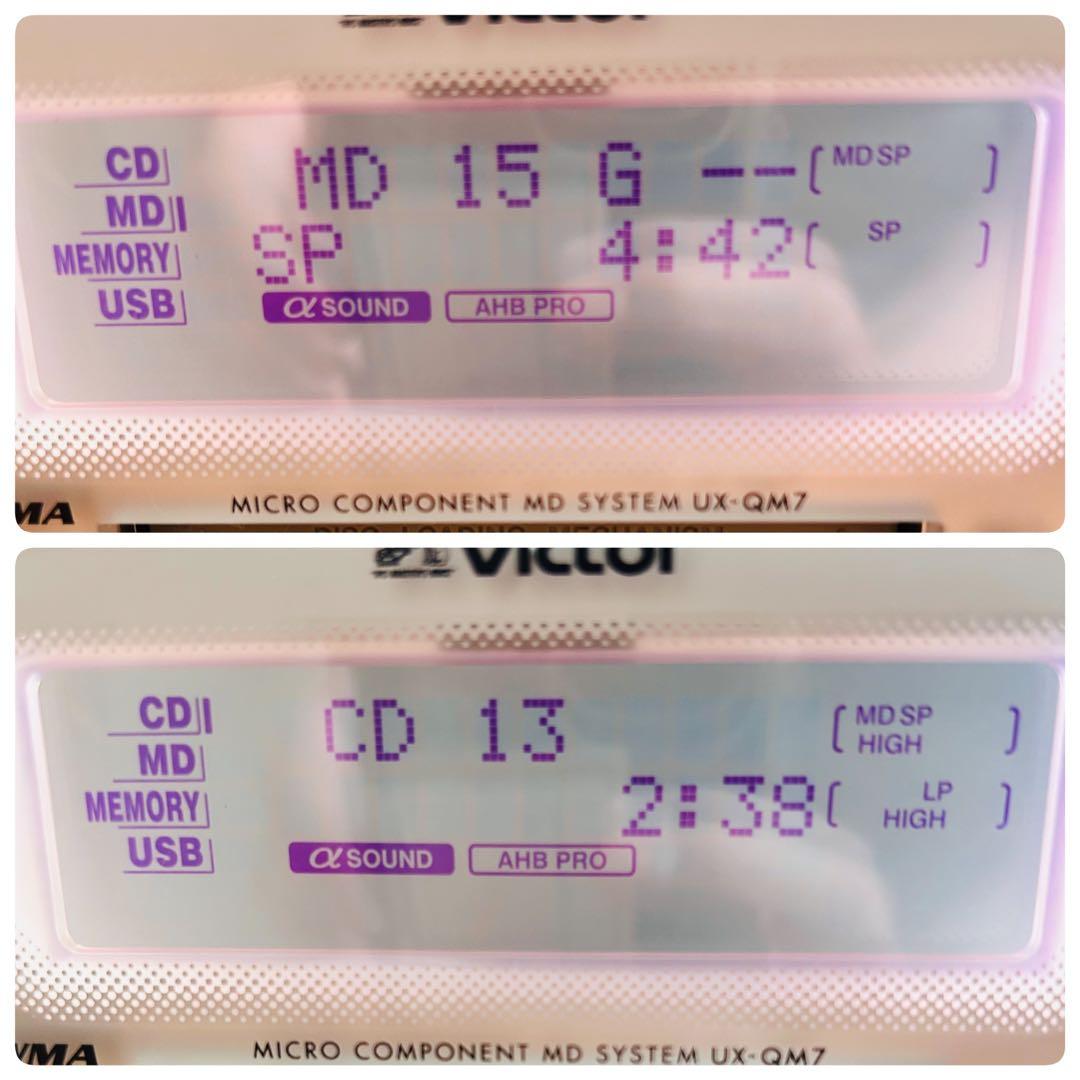 VICTOR
CD MD 15 G -- [ MD SP ]
MD
MEMORY SP 4:42 [ SP ]
USB α SOUND AHB PRO
MA MICRO COMPONENT MD SYSTEM UX-QM7
VICTOR
CD CD 13 [ MD SP HIGH ]
MD
MEMORY 2:38 [ LP HIGH ]
USB α SOUND AHB PRO
MA MICRO COMPONENT MD SYSTEM UX-QM7